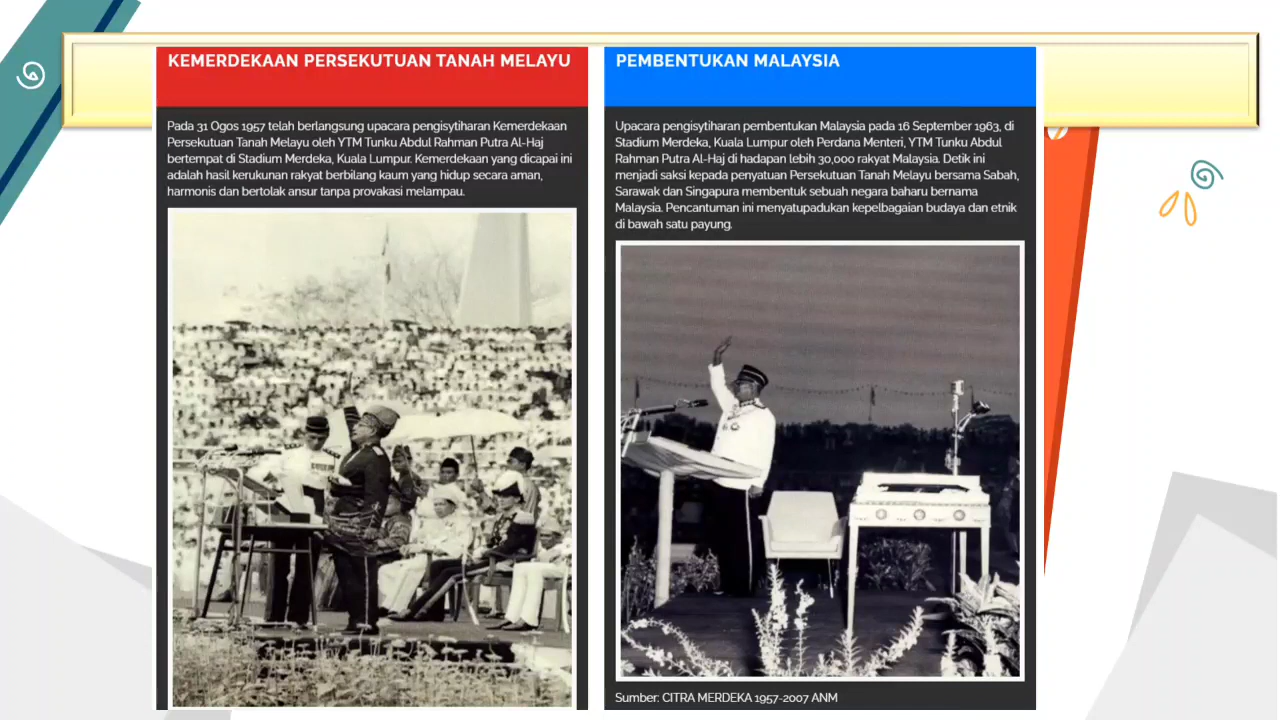 KEMERDEKAAN PERSEKUTUAN TANAH MELAYU
Pada 31 Ogos 1957 telah berlangsung upacara pengisytiharan Kemerdekaan
Persekutuan Tanah Melayu oleh YTM Tunku Abdul Rahman Putra Al-Haj
bertempat di Stadium Merdeka, Kuala Lumpur. Kemerdekaan yang dicapai ini
adalah hasil kerukunan rakyat berbilang kaum yang hidup secara aman,
harmonis dan bertolak ansur tanpa provakasi melampau.
PEMBENTUKAN MALAYSIA
Upacara pengisytiharan pembentukan Malaysia pada 16 September 1963, di
Stadium Merdeka, Kuala Lumpur oleh Perdana Menteri, YTM Tunku Abdul
Rahman Putra Al-Haj di hadapan lebih 30,000 rakyat Malaysia. Detik ini
menjadi saksi kepada penyatuan Persekutuan Tanah Melayu bersama Sabah,
Sarawak dan Singapura membentuk sebuah negara baharu bernama
Malaysia. Pencantuman ini menyatupadukan kepelbagaian budaya dan etnik
di bawah satu payung.
Sumber: CITRA MERDEKA 1957-2007 ANM